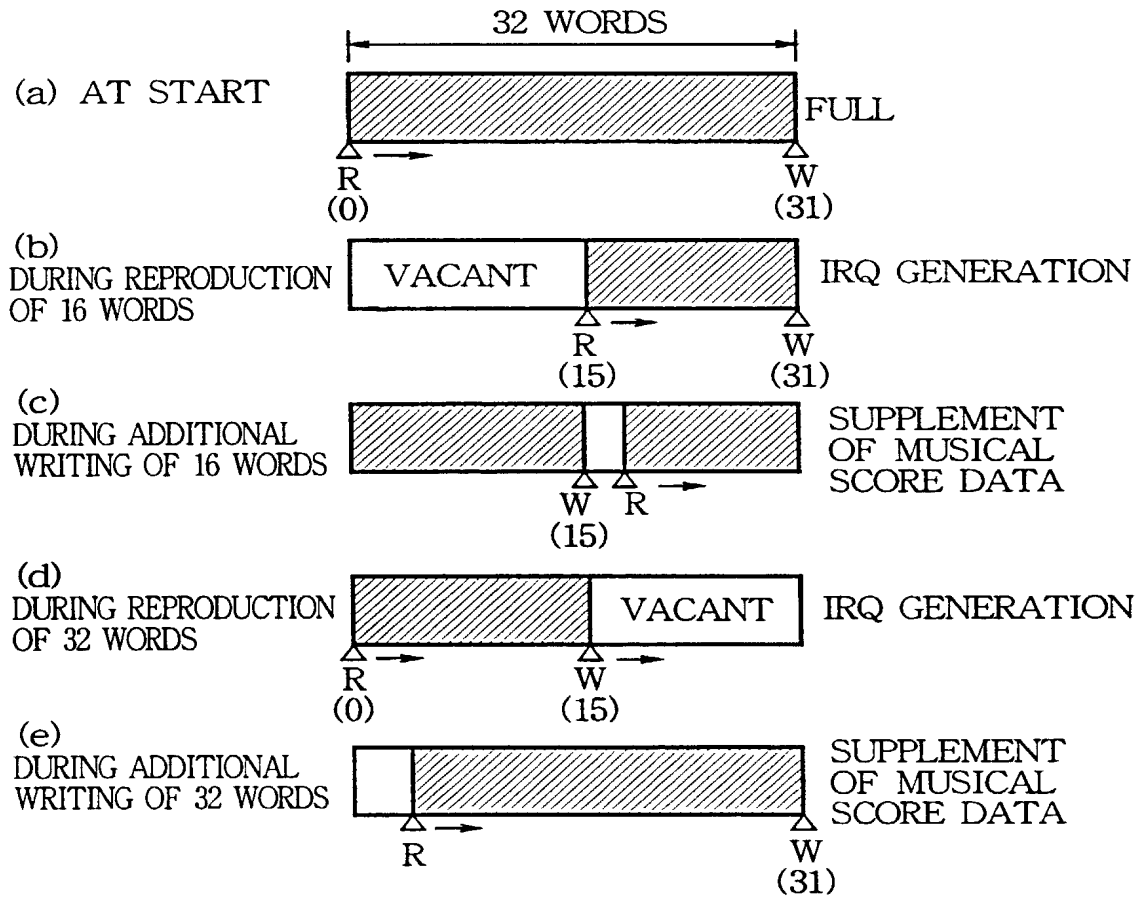 32 WORDS
(a) AT START
FULL
R
(0)
W
(31)
(b)
DURING REPRODUCTION
OF 16 WORDS
VACANT
IRQ GENERATION
R
(15)
W
(31)
(c)
DURING ADDITIONAL
WRITING OF 16 WORDS
SUPPLEMENT
OF MUSICAL
SCORE DATA
W
(15)
R
(d)
DURING REPRODUCTION
OF 32 WORDS
VACANT
IRQ GENERATION
R
(0)
W
(15)
(e)
DURING ADDITIONAL
WRITING OF 32 WORDS
SUPPLEMENT
OF MUSICAL
SCORE DATA
R
W
(31)